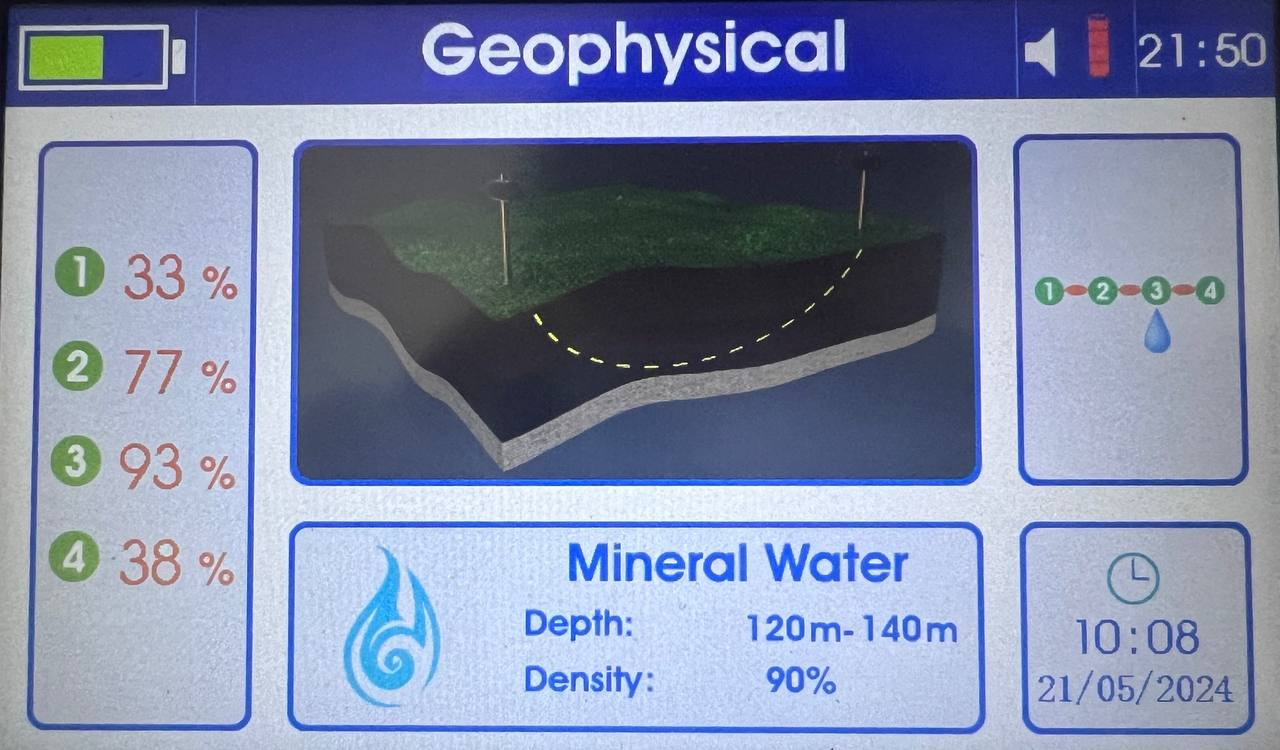 Geophysical
21:50
1 33 %
2 77 %
3 93 %
4 38 %
1 2 3 4
Mineral Water
Depth: 120m-140m
Density: 90%
10:08
21/05/2024